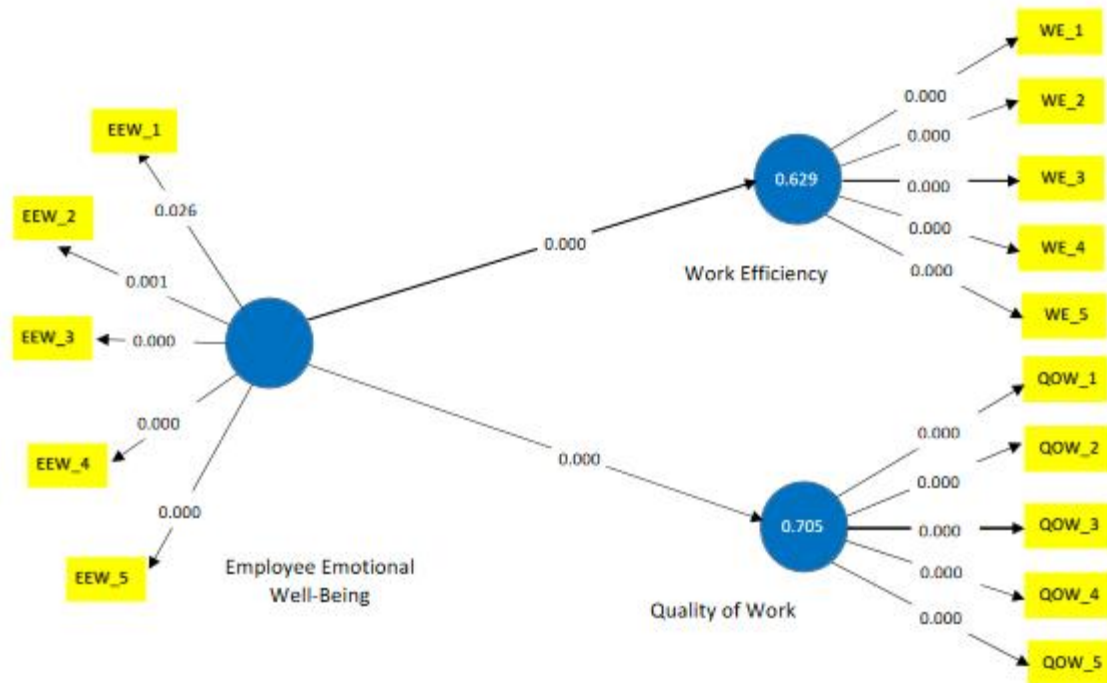 EEW_1
EEW_2
EEW_3
EEW_4
EEW_5
0.026
0.001
0.000
0.000
0.000
Employee Emotional
Well-Being
0.000
0.000
0.629
Work Efficiency
0.705
Quality of Work
0.000
0.000
0.000
0.000
0.000
WE_1
WE_2
WE_3
WE_4
WE_5
0.000
0.000
0.000
0.000
0.000
QOW_1
QOW_2
QOW_3
QOW_4
QOW_5